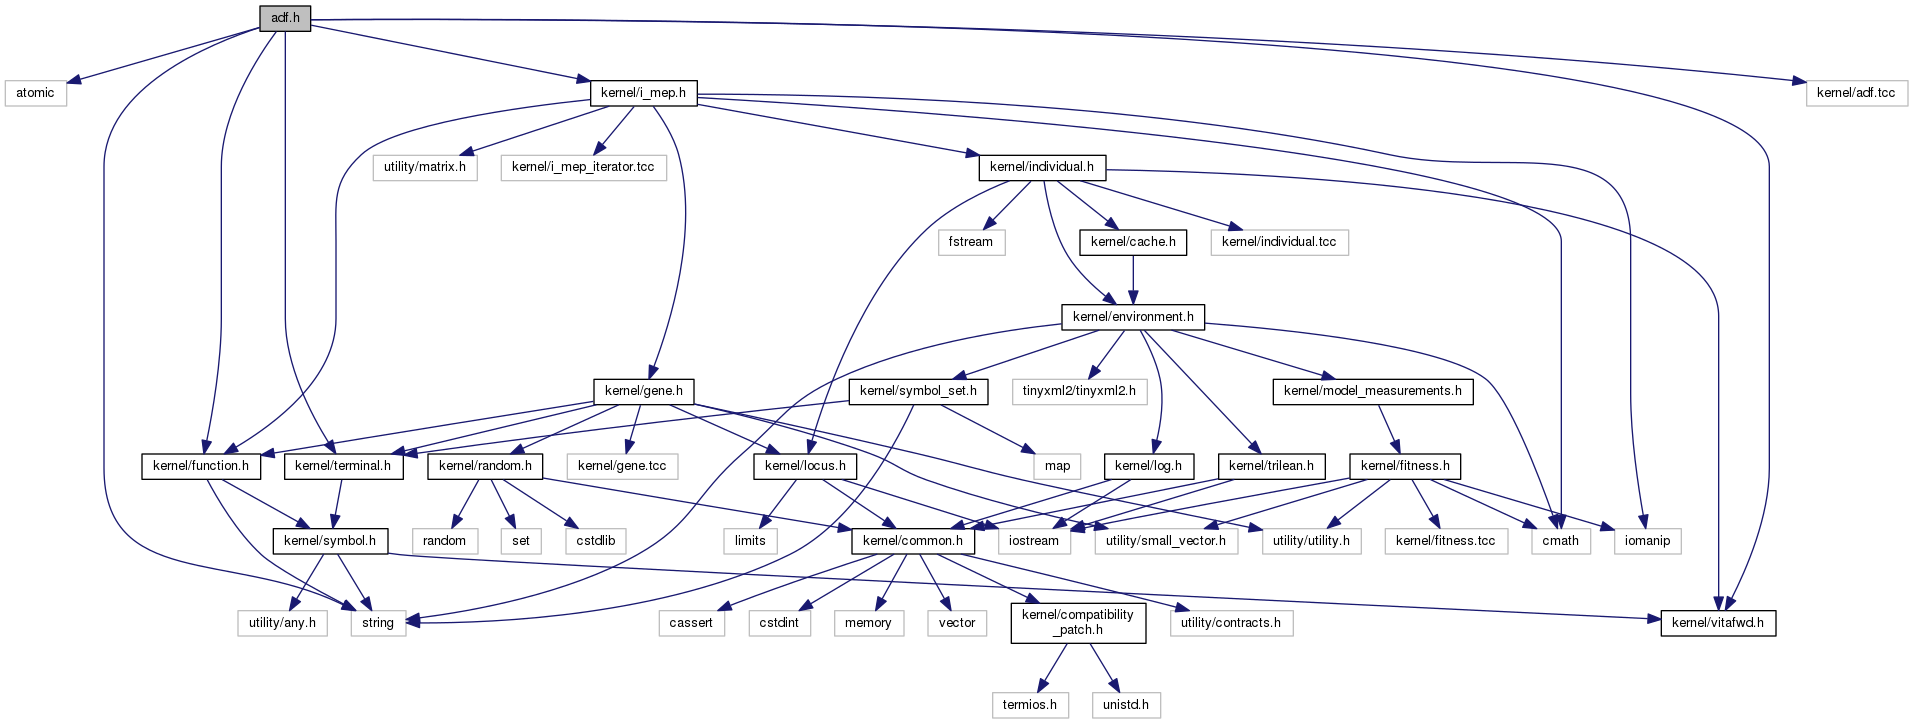 adf.h
atomic
kernel/i_mep.h
kernel/adf.tcc
utility/matrix.h
kernel/i_mep_iterator.tcc
kernel/individual.h
fstream
kernel/cache.h
kernel/individual.tcc
kernel/environment.h
kernel/gene.h
kernel/symbol_set.h
tinyxml2/tinyxml2.h
kernel/model_measurements.h
kernel/function.h
kernel/terminal.h
kernel/random.h
kernel/gene.tcc
kernel/locus.h
map
kernel/log.h
kernel/trilean.h
kernel/fitness.h
kernel/symbol.h
random
set
cstdlib
limits
kernel/common.h
iostream
utility/small_vector.h
utility/utility.h
kernel/fitness.tcc
cmath
iomanip
utility/any.h
string
cassert
cstdint
memory
vector
kernel/compatibility
_patch.h
utility/contracts.h
kernel/vitafwd.h
termios.h
unistd.h